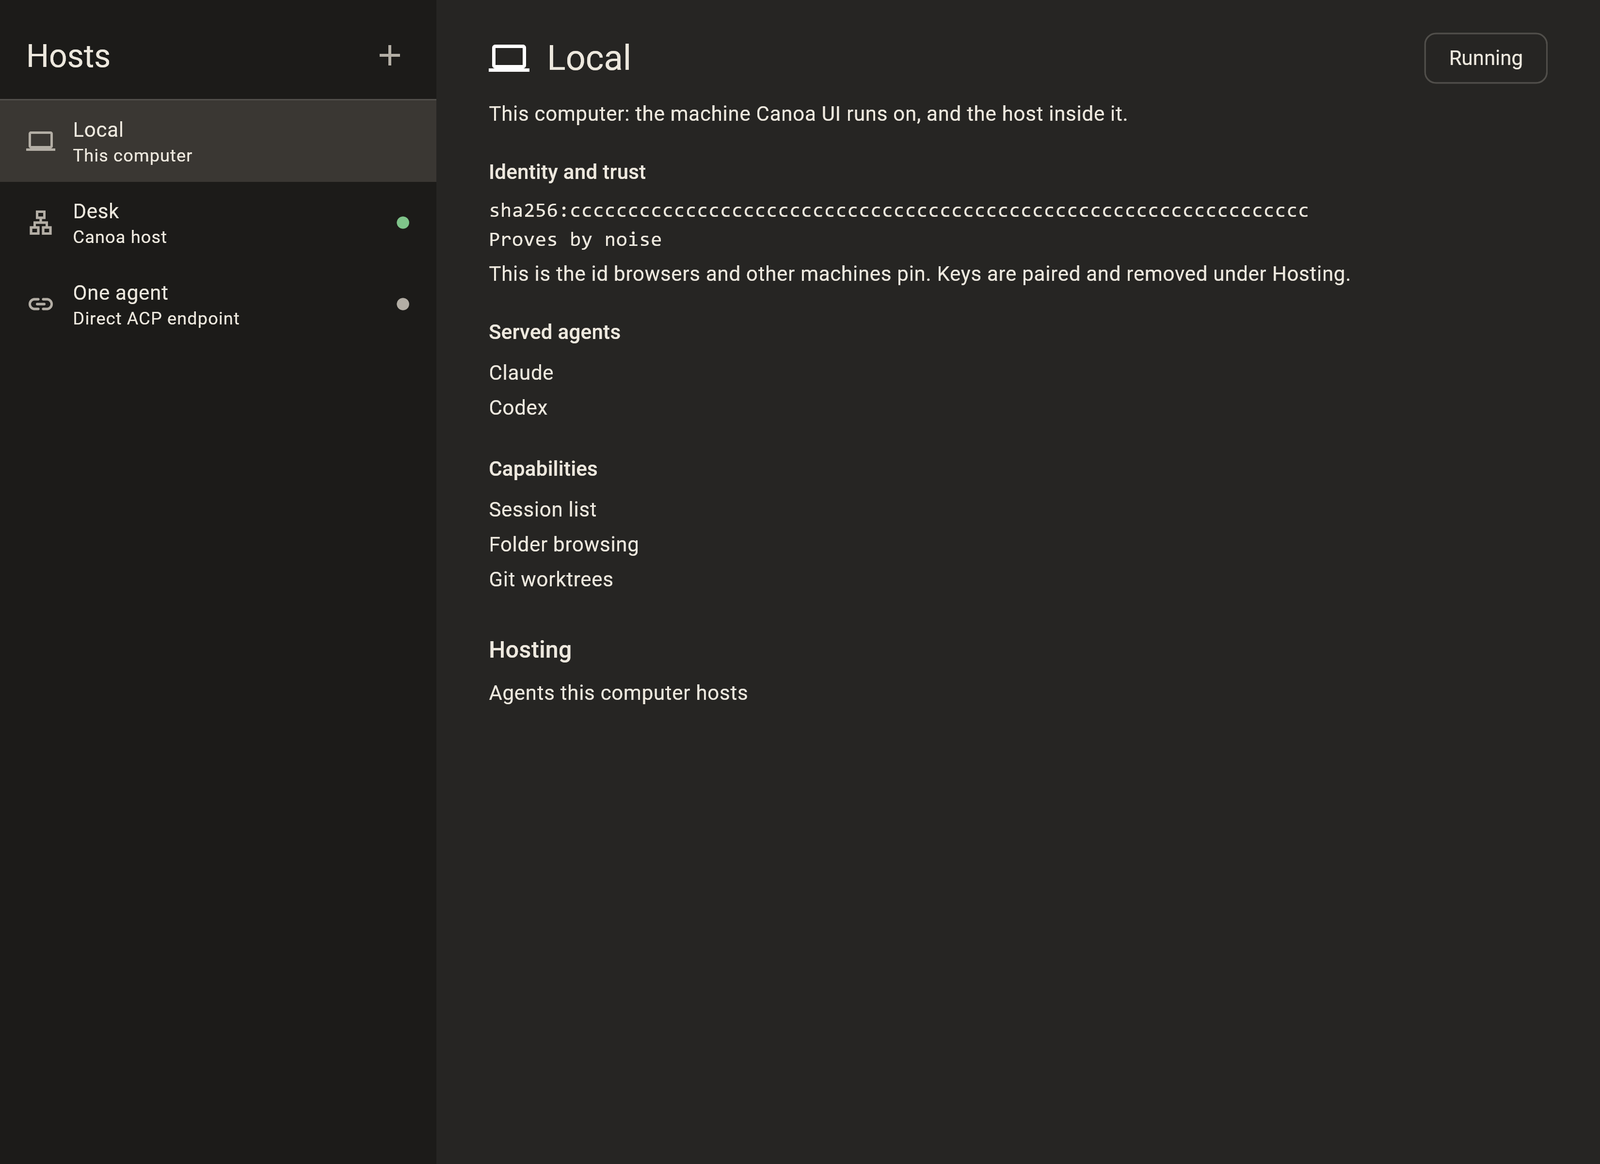 Hosts
Local
This computer
Desk
Canoa host
One agent
Direct ACP endpoint
Local
Running
This computer: the machine Canoa UI runs on, and the host inside it.
Identity and trust
sha256:cccccccccccccccccccccccccccccccccccccccccccccccccccccccccccccccc
Proves by noise
This is the id browsers and other machines pin. Keys are paired and removed under Hosting.
Served agents
Claude
Codex
Capabilities
Session list
Folder browsing
Git worktrees
Hosting
Agents this computer hosts